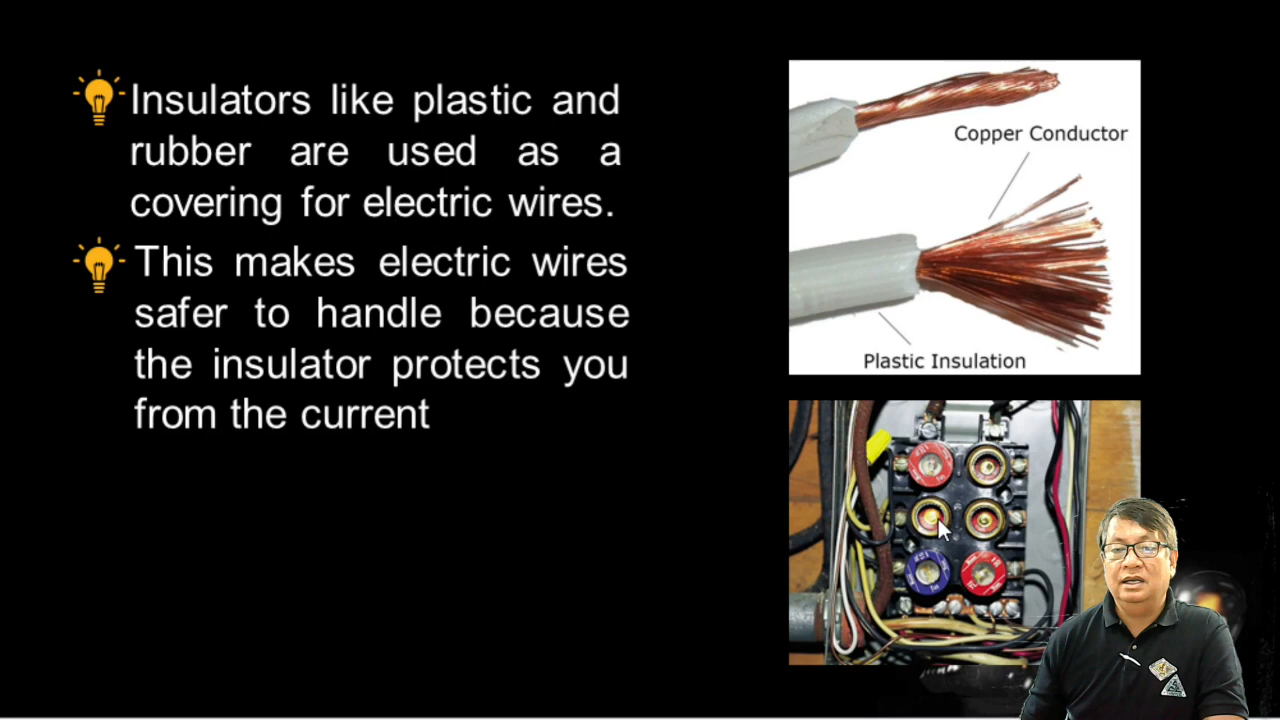 Insulators like plastic and
rubber are used as a
covering for electric wires.
This makes electric wires
safer to handle because
the insulator protects you
from the current
Copper Conductor
Plastic Insulation